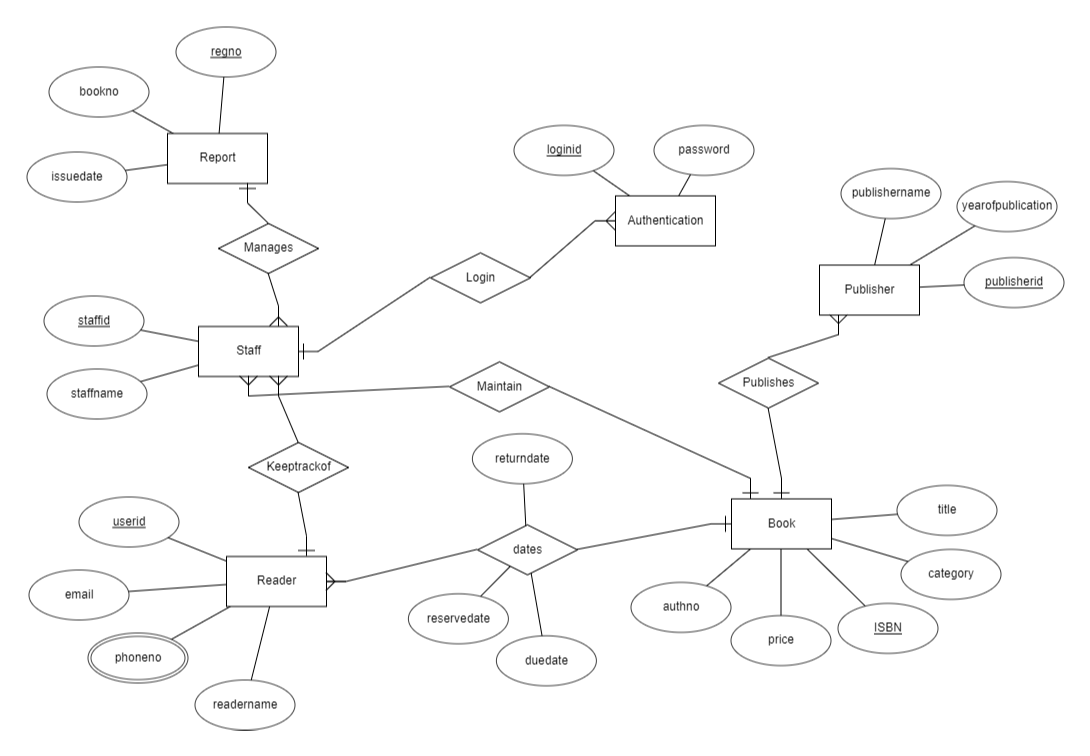 regno
bookno
Report
issuedate
loginid
password
Authentication
publishername
yearofpublication
publisherid
Publisher
Manages
Login
staffid
Staff
staffname
Maintain
Publishes
Keeptrackof
returndate
userid
dates
Book
title
category
Reader
email
phoneno
readername
reservedate
duedate
authno
price
ISBN